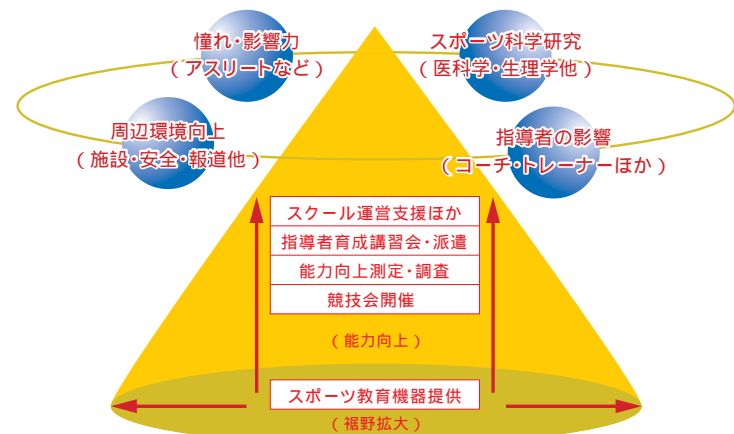 憧れ・影響力
(アスリートなど)
スポーツ科学研究
(医科学・生理学他)
周辺環境向上
(施設・安全・報道他)
指導者の影響
(コーチ・トレーナーほか)
スクール運営支援ほか
指導者育成講習会・派遣
能力向上測定・調査
競技会開催
(能力向上)
スポーツ教育機器提供
(裾野拡大)